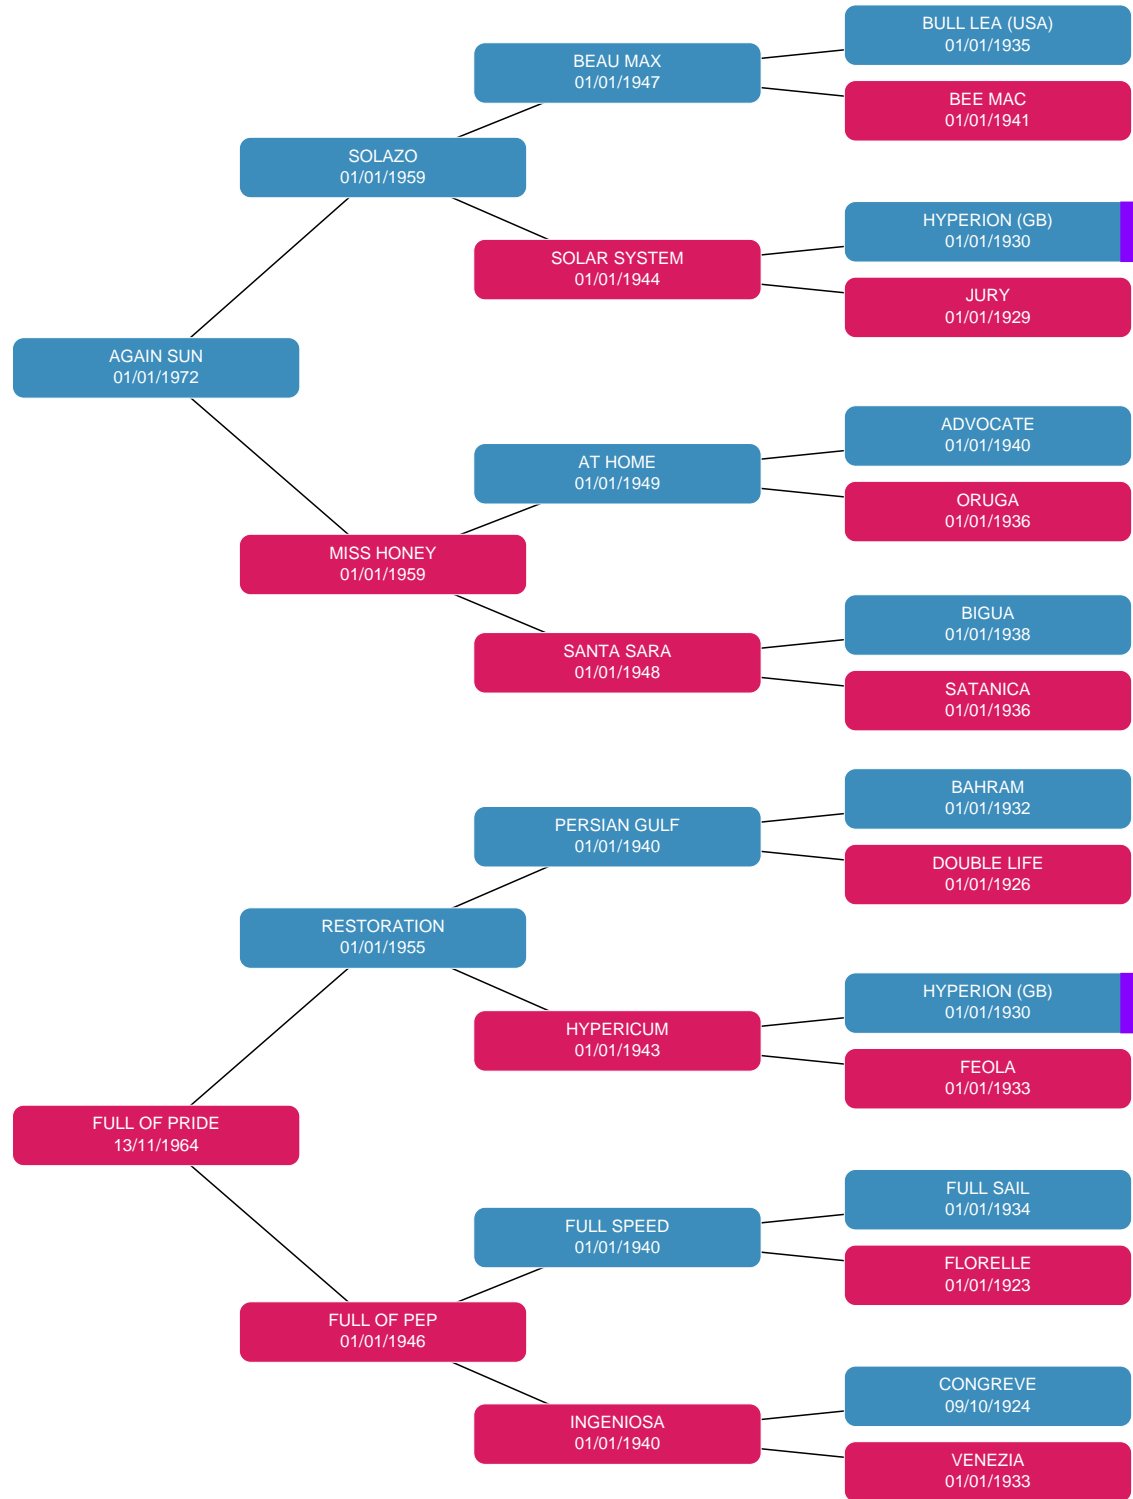 BULL LEA (USA)
01/01/1935
BEAU MAX
01/01/1947
BEE MAC
01/01/1941
SOLAZO
01/01/1959
HYPERION (GB)
01/01/1930
SOLAR SYSTEM
01/01/1944
JURY
01/01/1929
AGAIN SUN
01/01/1972
ADVOCATE
01/01/1940
AT HOME
01/01/1949
ORUGA
01/01/1936
MISS HONEY
01/01/1959
BIGUA
01/01/1938
SANTA SARA
01/01/1948
SATANICA
01/01/1936
BAHRAM
01/01/1932
PERSIAN GULF
01/01/1940
DOUBLE LIFE
01/01/1926
RESTORATION
01/01/1955
HYPERION (GB)
01/01/1930
HYPERICUM
01/01/1943
FEOLA
01/01/1933
FULL OF PRIDE
13/11/1964
FULL SAIL
01/01/1934
FULL SPEED
01/01/1940
FLORELLE
01/01/1923
FULL OF PEP
01/01/1946
CONGREVE
09/10/1924
INGENIOSA
01/01/1940
VENEZIA
01/01/1933